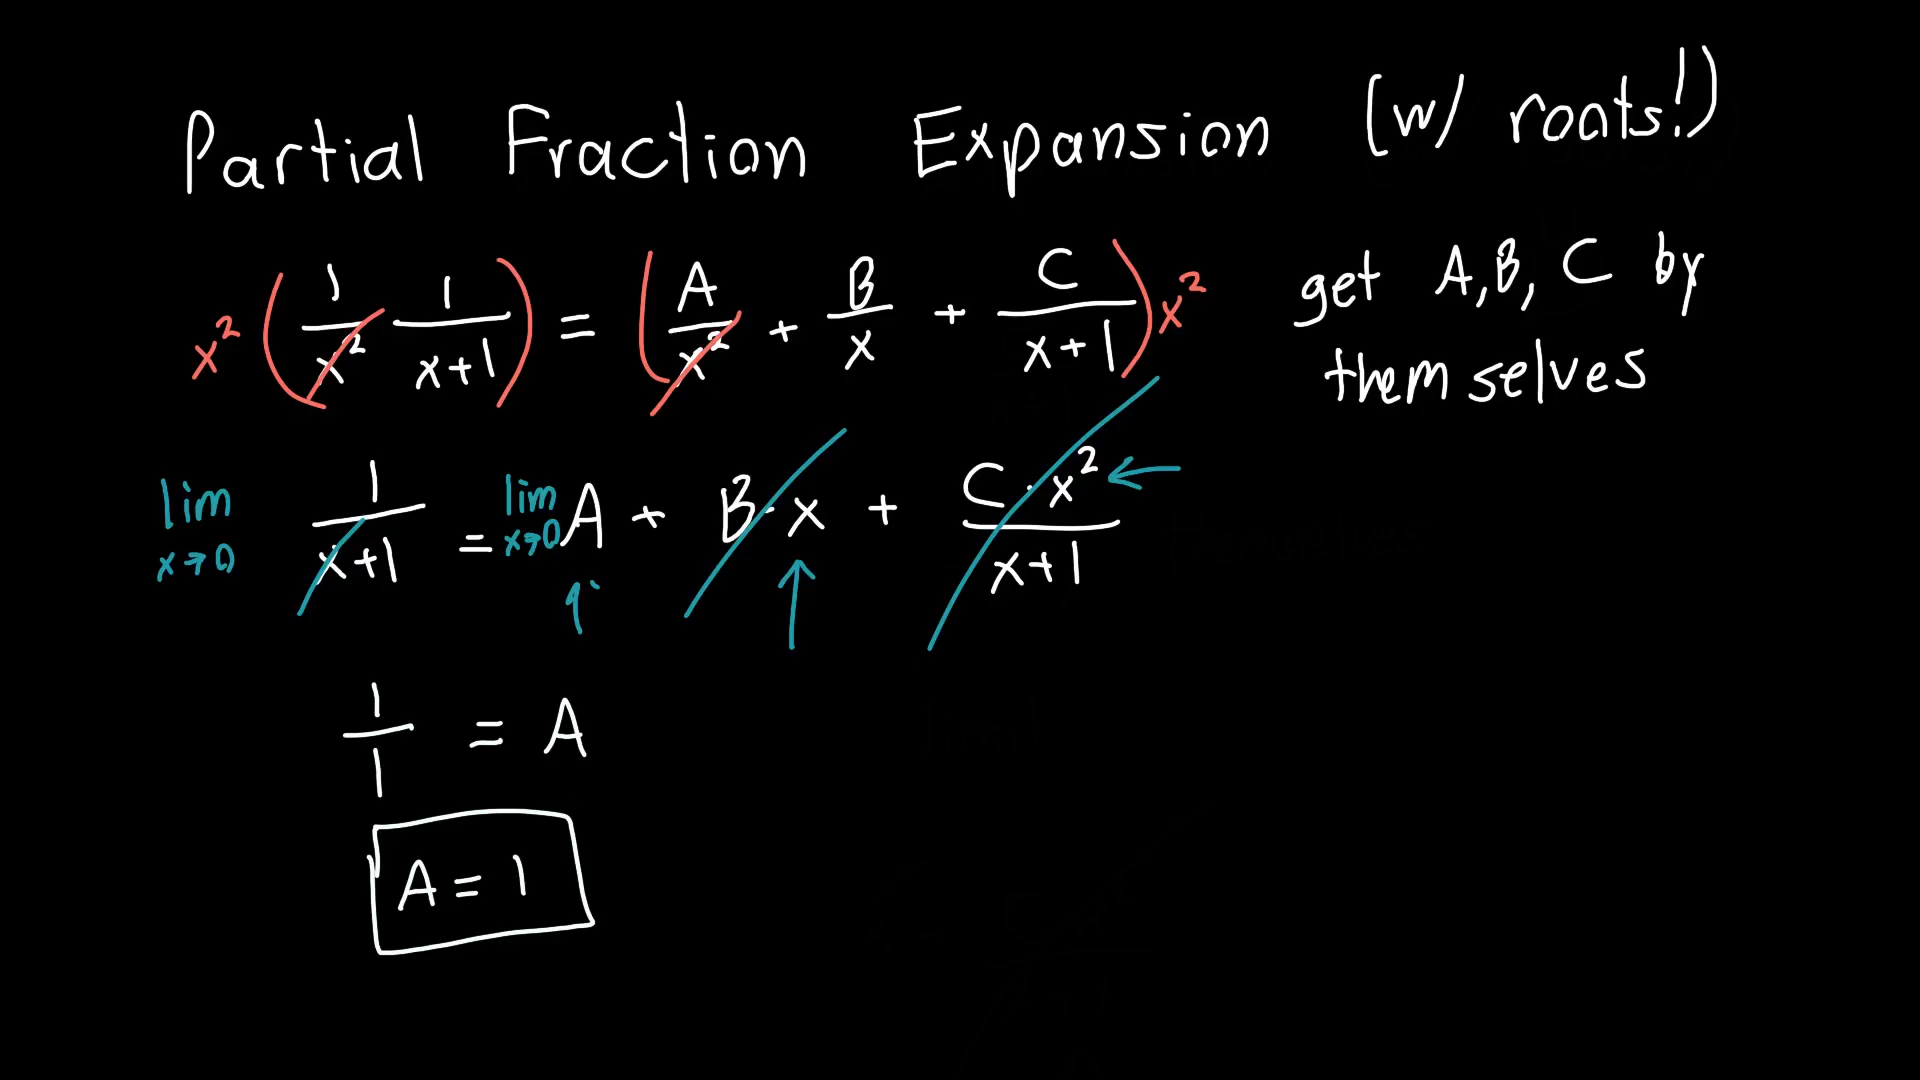 Partial Fraction Expansion (w/ roots!)
x² (1/x² 1/x+1) = (A/x² + B/x + C/x+1) x²
get A, B, C by
themselves
lim x→0 1/x+1 = lim x→0 A + B·x + C·x²/x+1
1/1 = A
A = 1